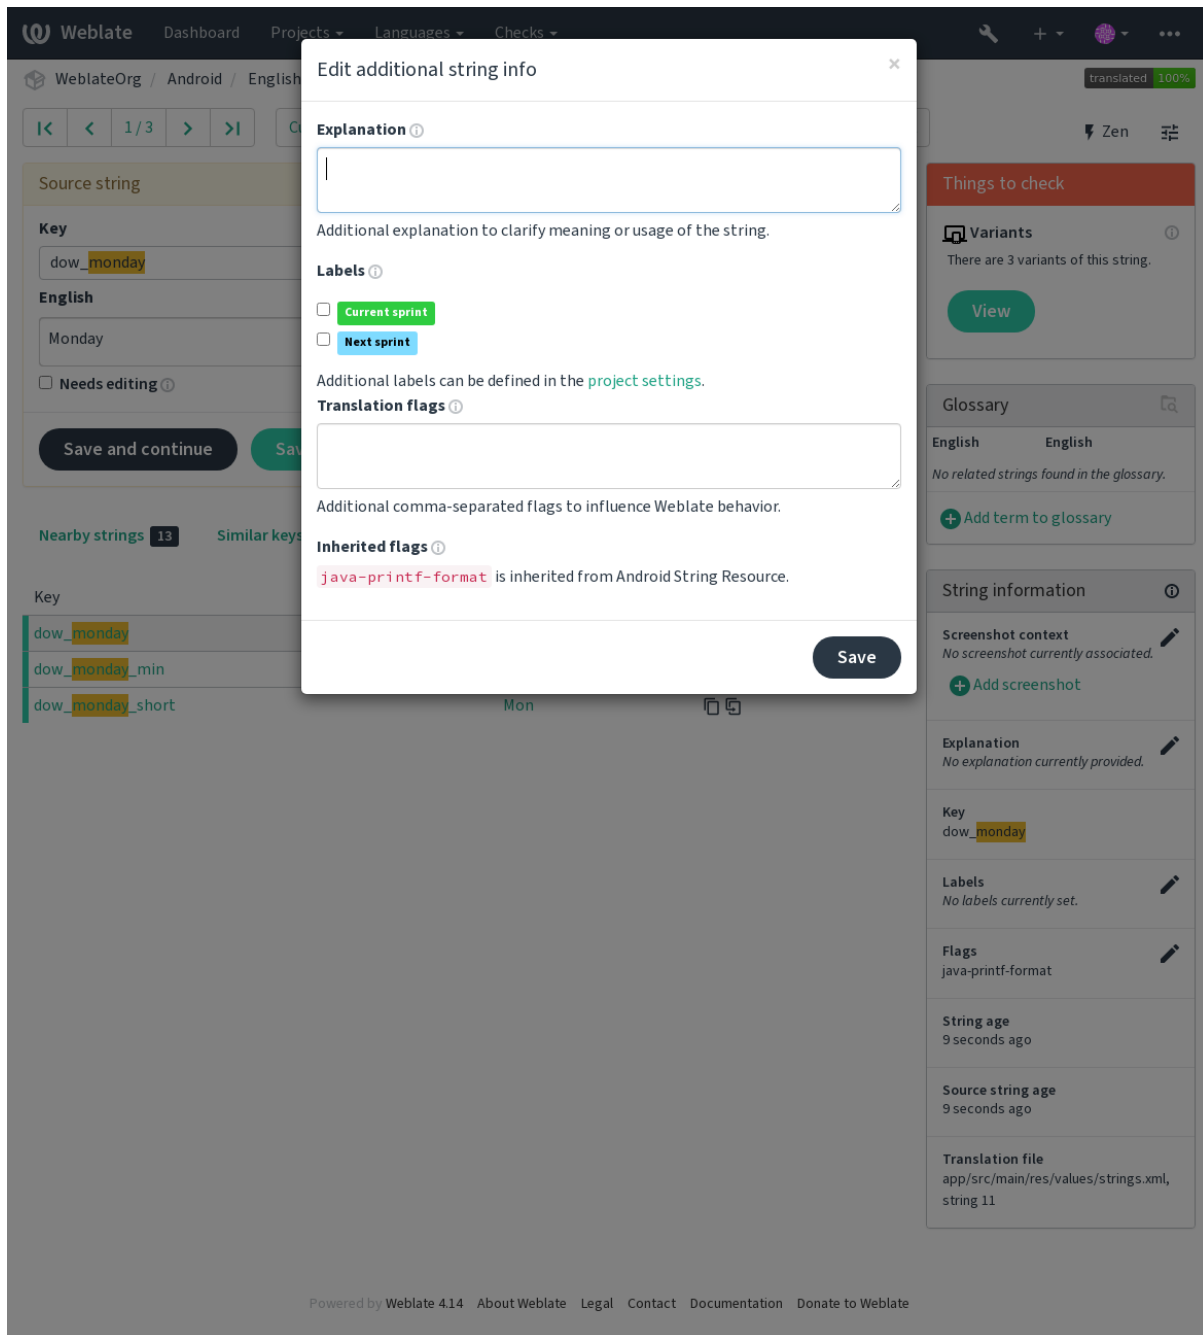 Weblate Dashboard Projects Languages Checks
WeblateOrg / Android / English
translated 100%
1 / 3
Zen
Edit additional string info
×
Explanation
Additional explanation to clarify meaning or usage of the string.
Labels
Current sprint
Next sprint
Additional labels can be defined in the project settings.
Translation flags
Additional comma-separated flags to influence Weblate behavior.
Inherited flags
java-printf-format is inherited from Android String Resource.
Save
Source string
Key
dow_monday
English
Monday
Needs editing
Save and continue
Nearby strings 13 Similar keys
Key
dow_monday
dow_monday_min
dow_monday_short Mon
Things to check
Variants
There are 3 variants of this string.
View
Glossary
English English
No related strings found in the glossary.
Add term to glossary
String information
Screenshot context
No screenshot currently associated.
Add screenshot
Explanation
No explanation currently provided.
Key
dow_monday
Labels
No labels currently set.
Flags
java-printf-format
String age
9 seconds ago
Source string age
9 seconds ago
Translation file
app/src/main/res/values/strings.xml,
string 11
Powered by Weblate 4.14 About Weblate Legal Contact Documentation Donate to Weblate